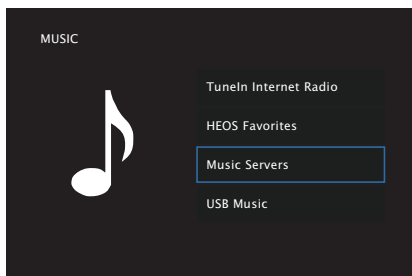 MUSIC
TuneIn Internet Radio
HEOS Favorites
Music Servers
USB Music